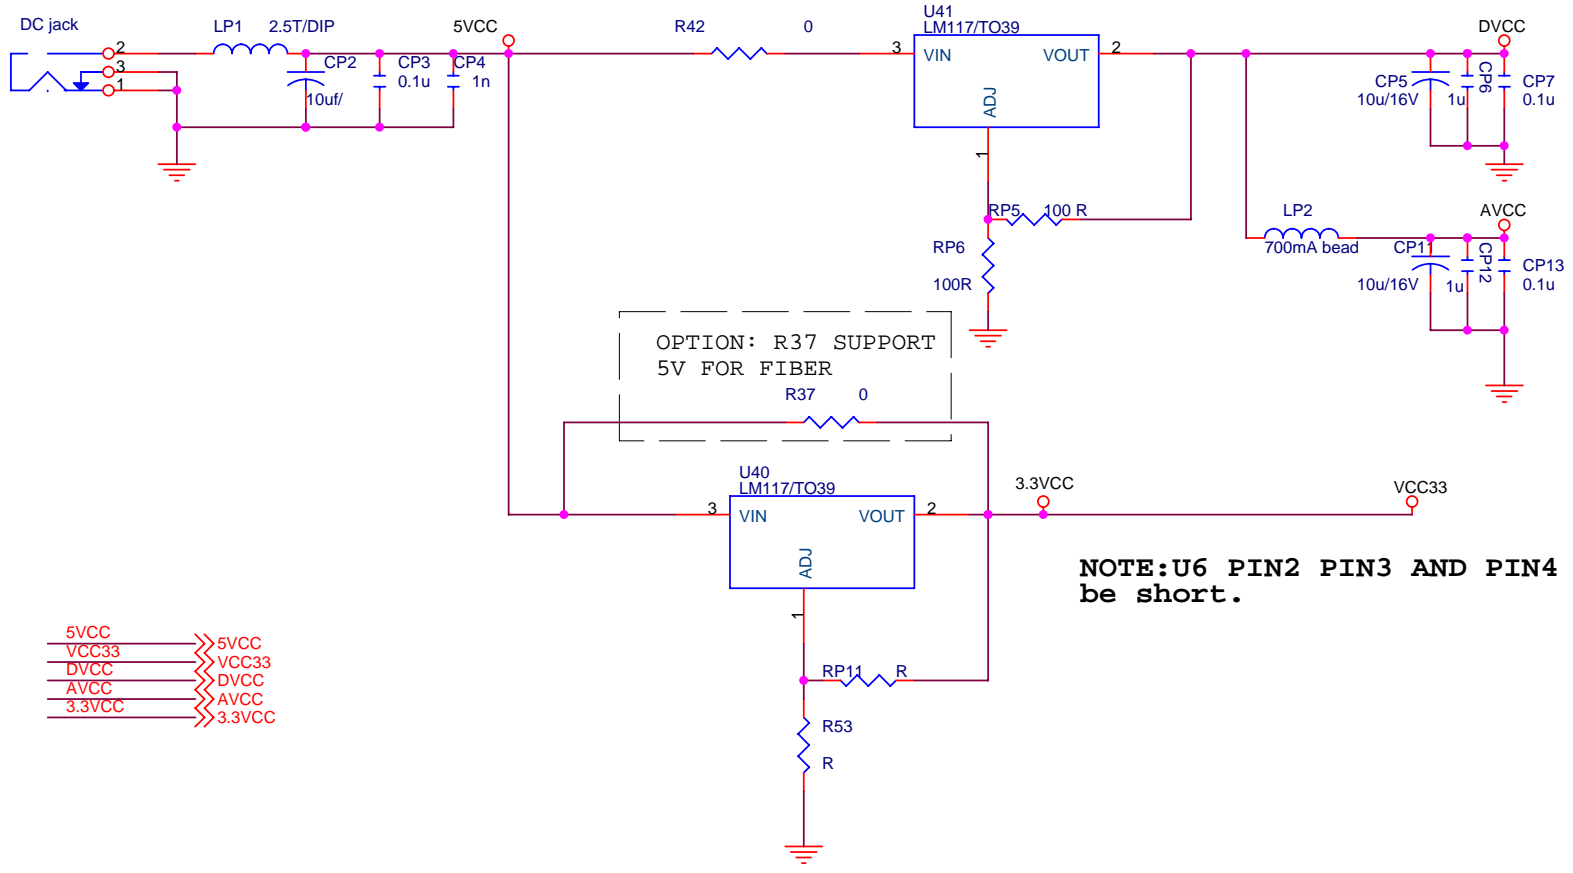 DC jack
LP1 2.5T/DIP
5VCC
R42 0
U41
LM117/TO39
DVCC
2
3
1
CP2
10uf/
CP3
0.1u
CP4
1n
3 VIN VOUT 2
ADJ
1
CP5
10u/16V
CP6
1u
CP7
0.1u
RP5 100 R
RP6
100R
LP2
700mA bead
AVCC
CP11
10u/16V
CP12
1u
CP13
0.1u
OPTION: R37 SUPPORT
5V FOR FIBER
R37 0
U40
LM117/TO39
3 VIN VOUT 2
ADJ
1
3.3VCC
VCC33
NOTE:U6 PIN2 PIN3 AND PIN4
be short.
RP11 R
R53
R
5VCC 5VCC
VCC33 VCC33
DVCC DVCC
AVCC AVCC
3.3VCC 3.3VCC